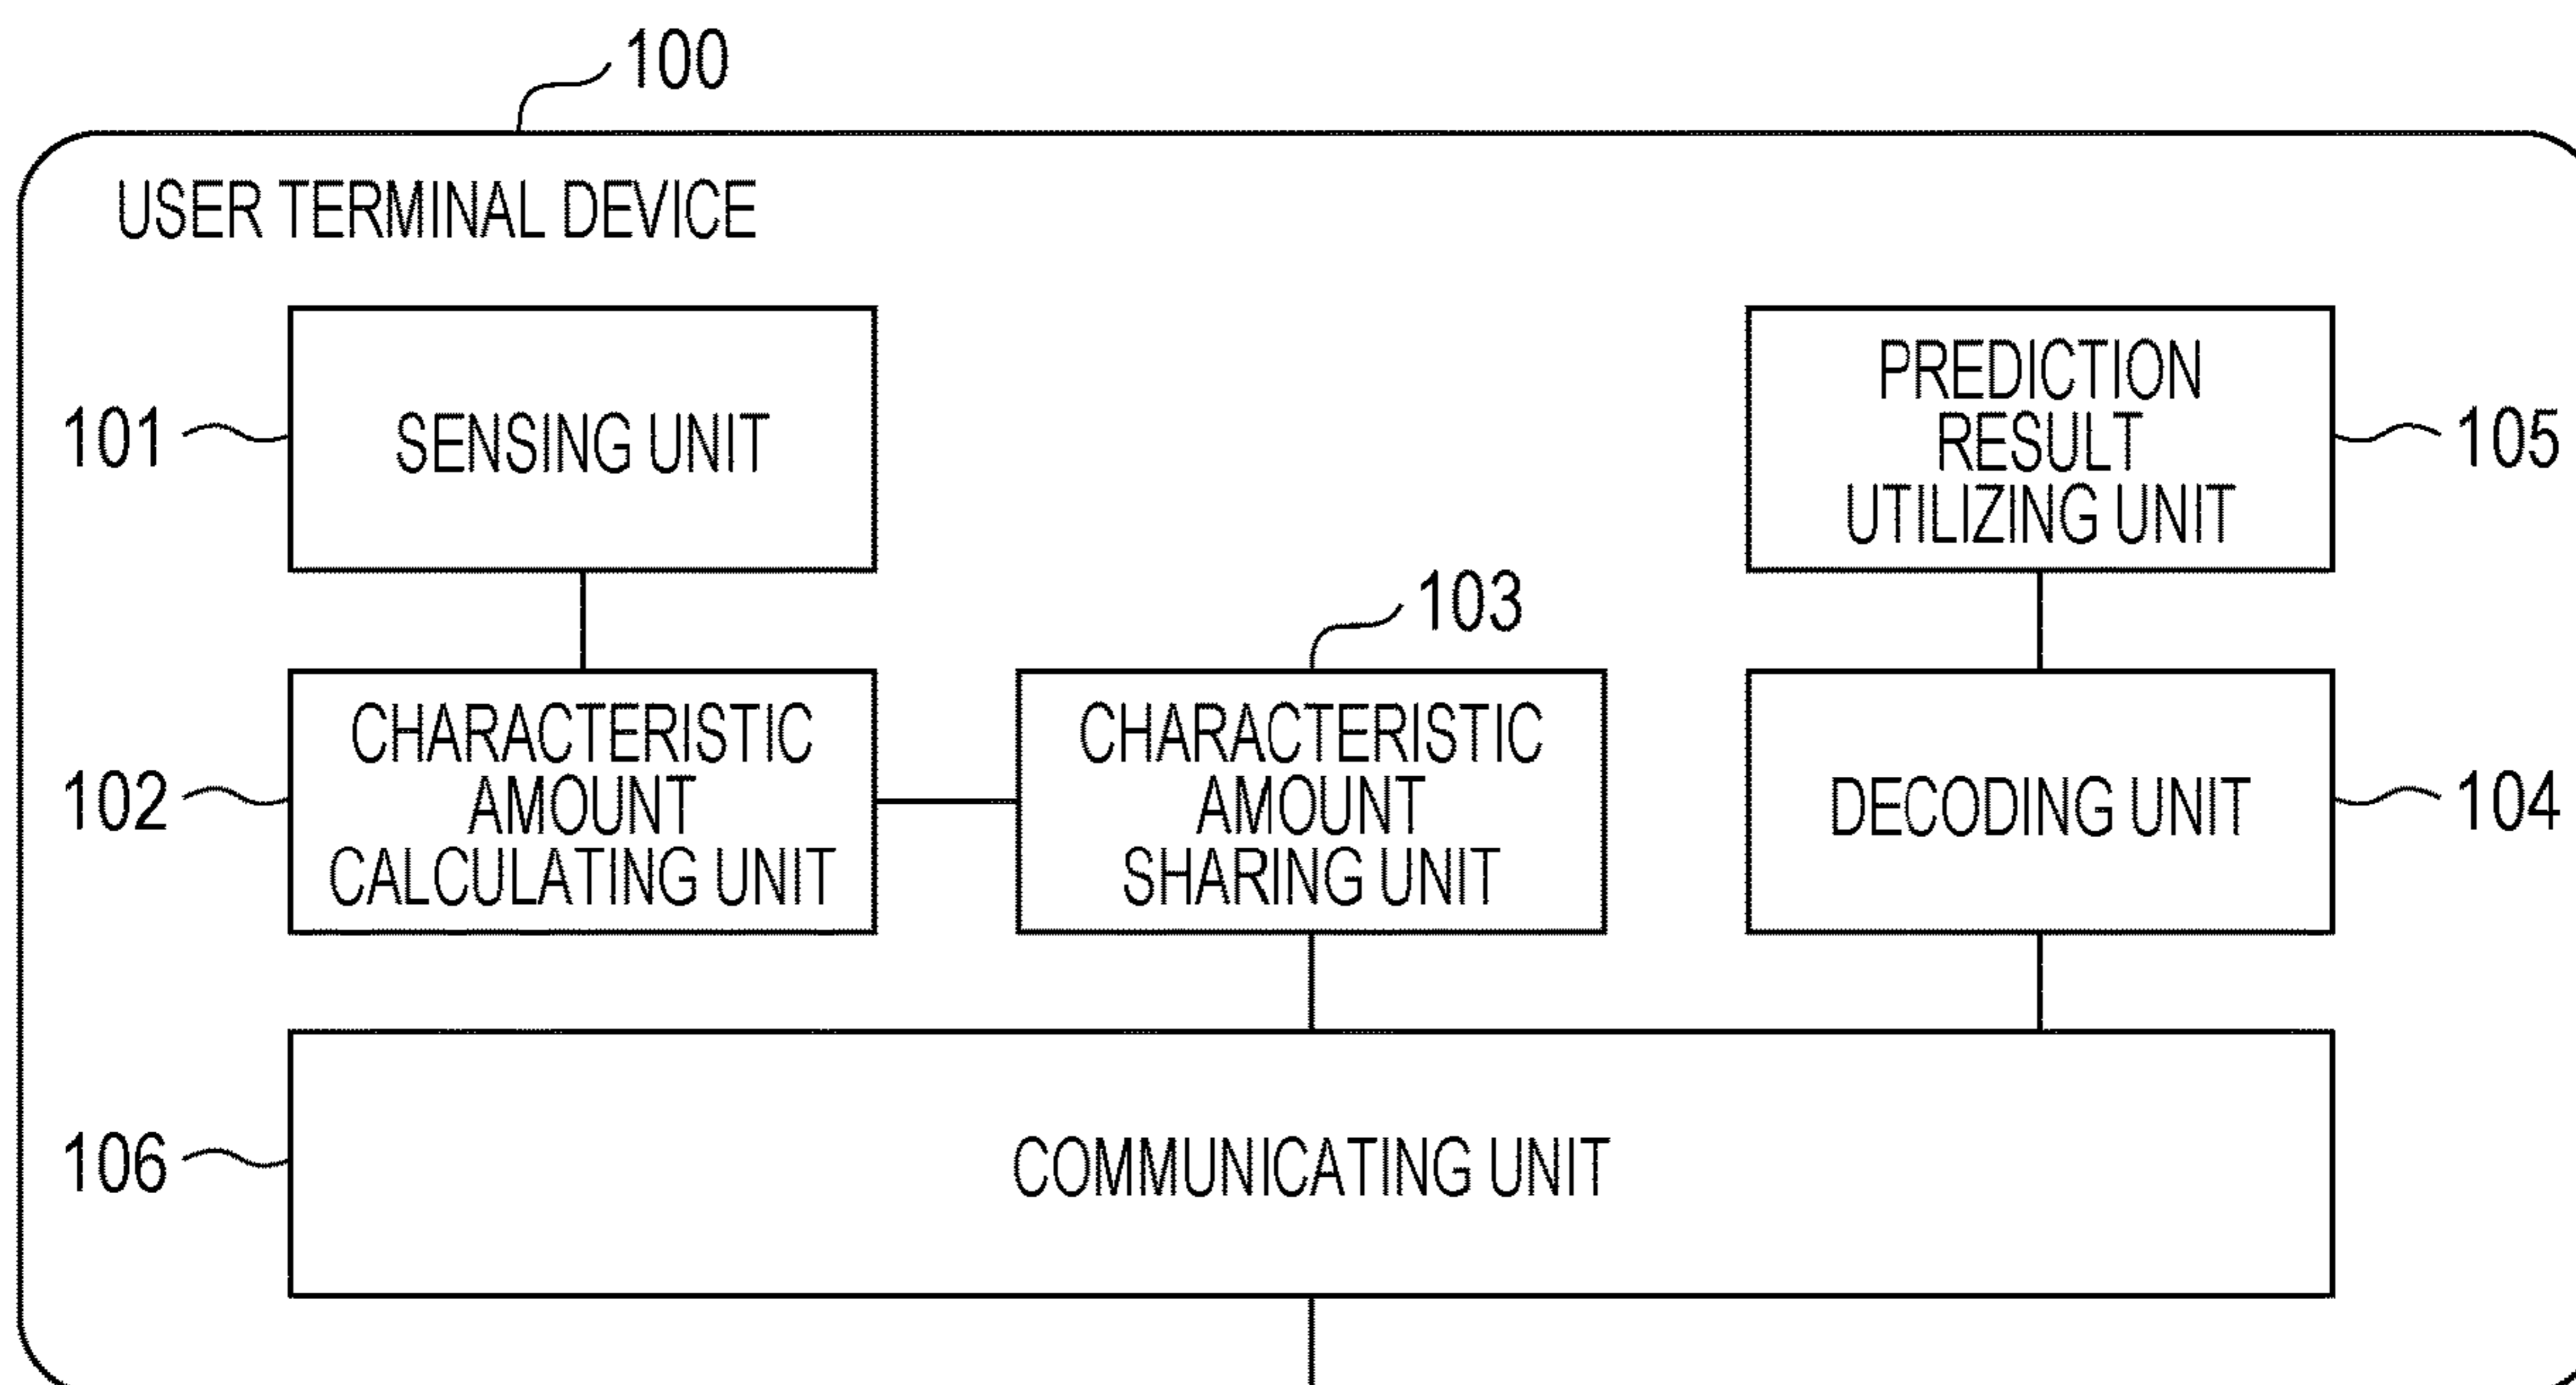 100
USER TERMINAL DEVICE
101
SENSING UNIT
PREDICTION
RESULT
UTILIZING UNIT
105
103
102
CHARACTERISTIC
AMOUNT
CALCULATING UNIT
CHARACTERISTIC
AMOUNT
SHARING UNIT
DECODING UNIT
104
106
COMMUNICATING UNIT